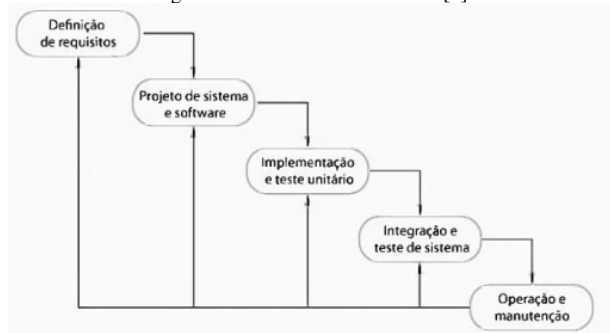 Definição
de requisitos
Projeto de sistema
e software
Implementação
e teste unitário
Integração e
teste de sistema
Operação e
manutenção